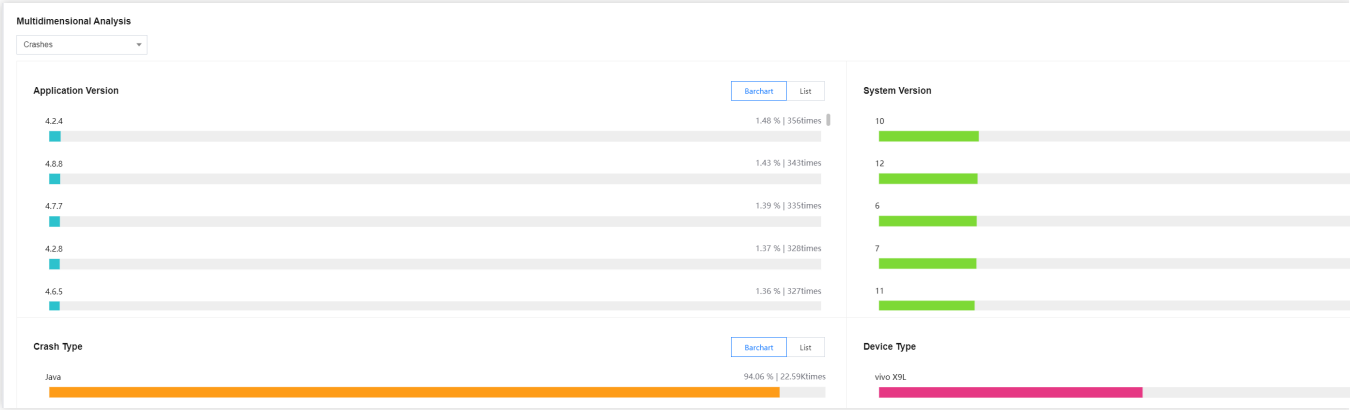 Multidimensional Analysis
Crashes
Application Version
Barchart
List
4.2.4
1.48 % | 356times
4.8.8
1.43 % | 343times
4.7.7
1.39 % | 335times
4.2.8
1.37 % | 328times
4.6.5
1.36 % | 327times
System Version
10
12
6
7
11
Crash Type
Barchart
List
Java
94.06 % | 22.59Ktimes
Device Type
vivo X9L